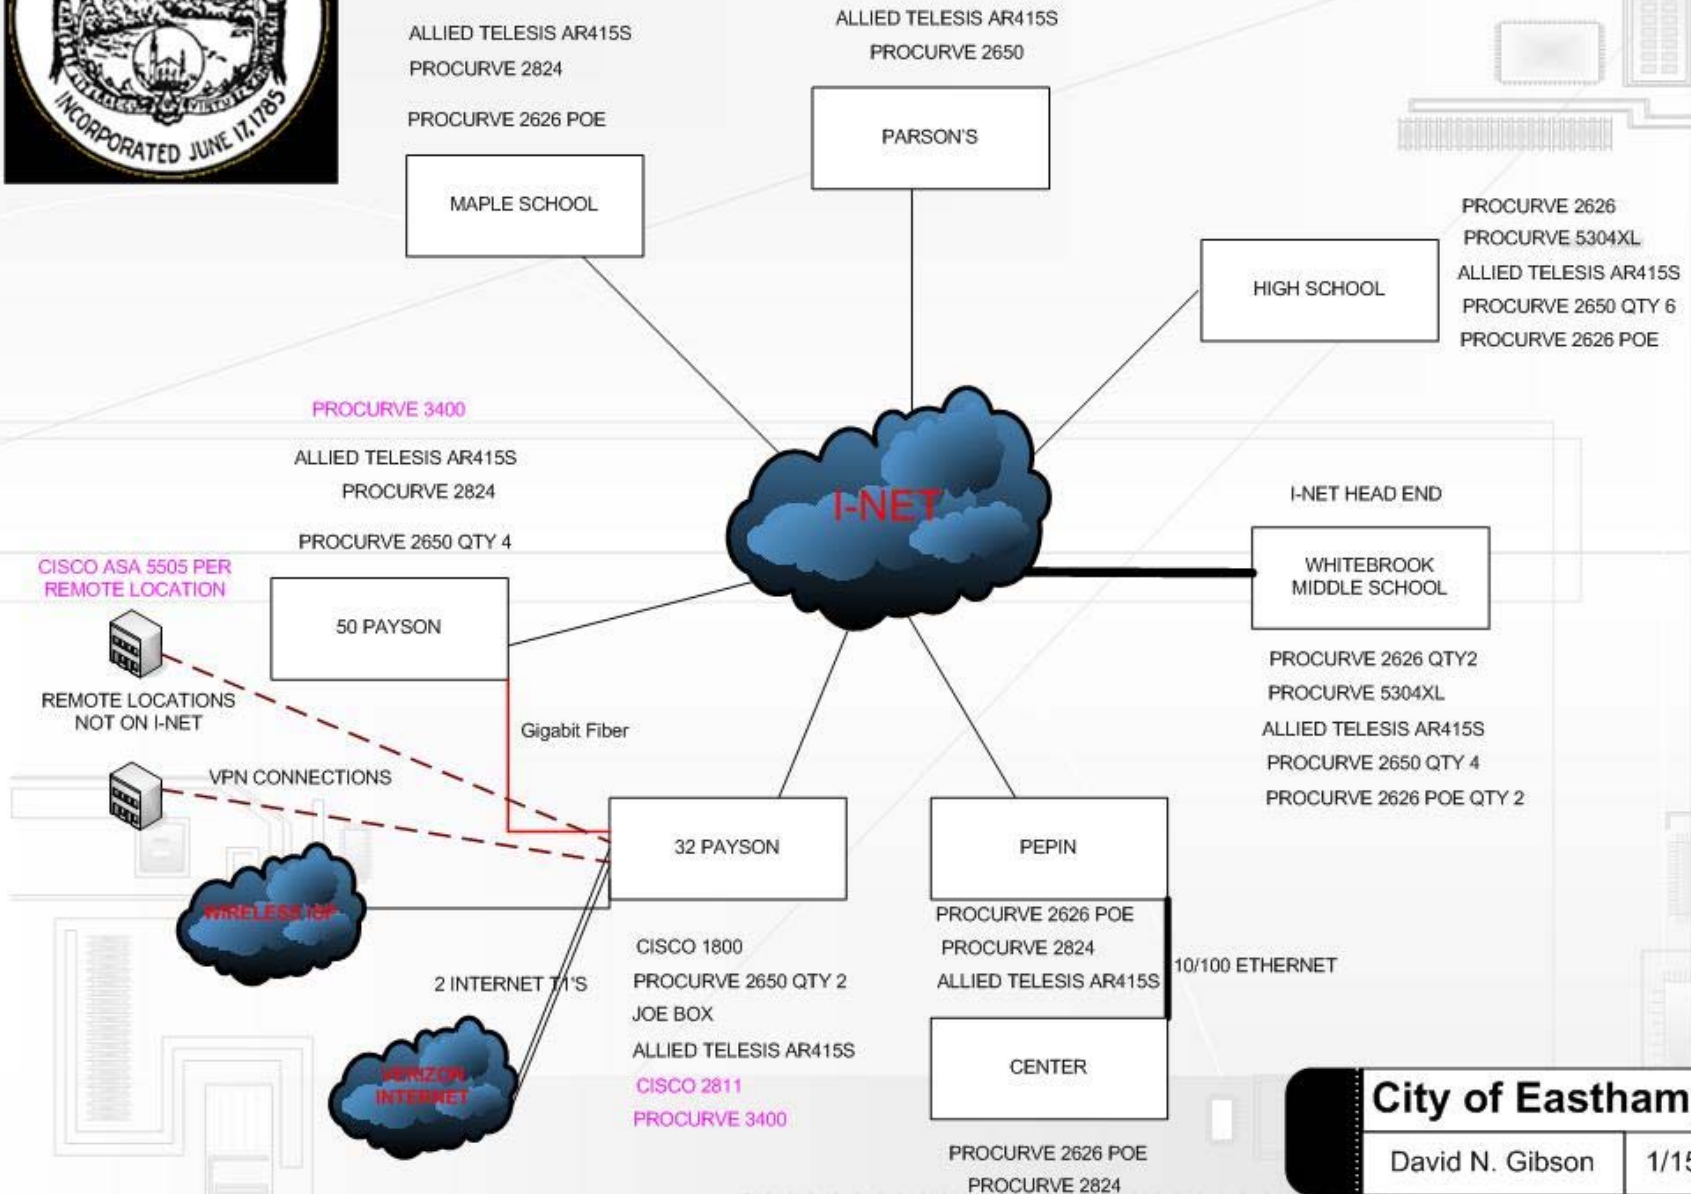 INCORPORATED JUNE 17, 1785
ALLIED TELESIS AR415S
PROCURVE 2824
PROCURVE 2626 POE
MAPLE SCHOOL
ALLIED TELESIS AR415S
PROCURVE 2650
PARSON'S
PROCURVE 2626
PROCURVE 5304XL
ALLIED TELESIS AR415S
PROCURVE 2650 QTY 6
PROCURVE 2626 POE
HIGH SCHOOL
PROCURVE 3400
ALLIED TELESIS AR415S
PROCURVE 2824
PROCURVE 2650 QTY 4
50 PAYSON
I-NET
I-NET HEAD END
WHITEBROOK
MIDDLE SCHOOL
PROCURVE 2626 QTY2
PROCURVE 5304XL
ALLIED TELESIS AR415S
PROCURVE 2650 QTY 4
PROCURVE 2626 POE QTY 2
CISCO ASA 5505 PER
REMOTE LOCATION
REMOTE LOCATIONS
NOT ON I-NET
VPN CONNECTIONS
Gigabit Fiber
WIRELESS ISP
2 INTERNET T1'S
VERIZON
INTERNET
32 PAYSON
CISCO 1800
PROCURVE 2650 QTY 2
JOE BOX
ALLIED TELESIS AR415S
CISCO 2811
PROCURVE 3400
PEPIN
PROCURVE 2626 POE
PROCURVE 2824
ALLIED TELESIS AR415S
10/100 ETHERNET
CENTER
PROCURVE 2626 POE
PROCURVE 2824
City of Eastham
David N. Gibson
1/15